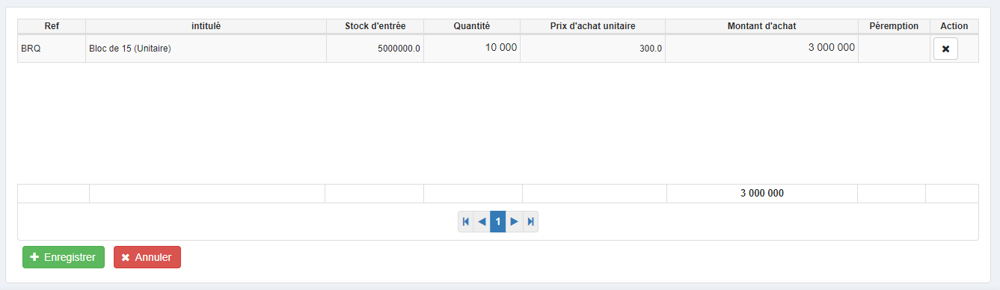 Ref intitulé Stock d'entrée Quantité Prix d'achat unitaire Montant d'achat Péremption Action
BRQ Bloc de 15 (Unitaire) 5000000.0 10 000 300.0 3 000 000
3 000 000
1
Enregistrer Annuler